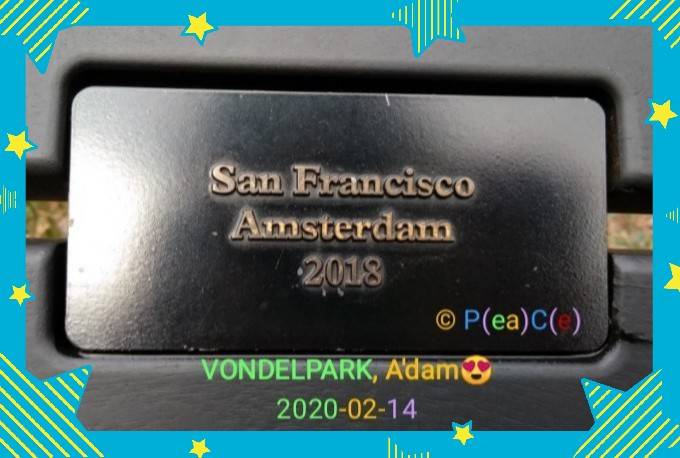 San Francisco
Amsterdam
2018
© P(ea)C(e)
VONDELPARK, A'dam😍
2020-02-14